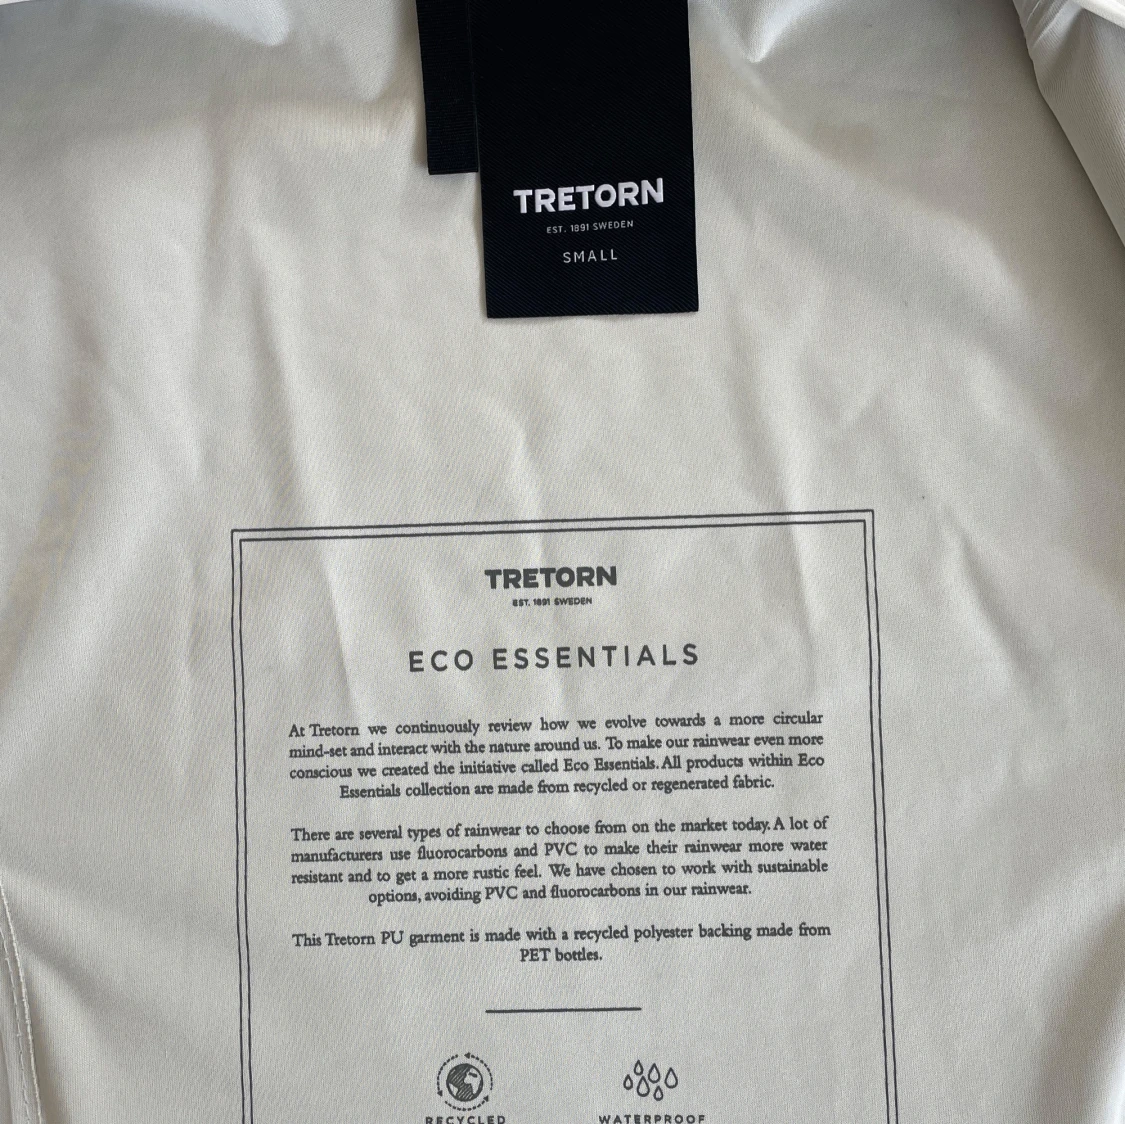 TRETORN
EST. 1891 SWEDEN
SMALL
TRETORN
EST. 1891 SWEDEN
ECO ESSENTIALS
At Tretorn we continuously review how we evolve towards a more circular
mind-set and interact with the nature around us. To make our rainwear even more
conscious we created the initiative called Eco Essentials. All products within Eco
Essentials collection are made from recycled or regenerated fabric.
There are several types of rainwear to choose from on the market today. A lot of
manufacturers use fluorocarbons and PVC to make their rainwear more water
resistant and to get a more rustic feel. We have chosen to work with sustainable
options, avoiding PVC and fluorocarbons in our rainwear.
This Tretorn PU garment is made with a recycled polyester backing made from
PET bottles.
RECYCLED WATERPROOF